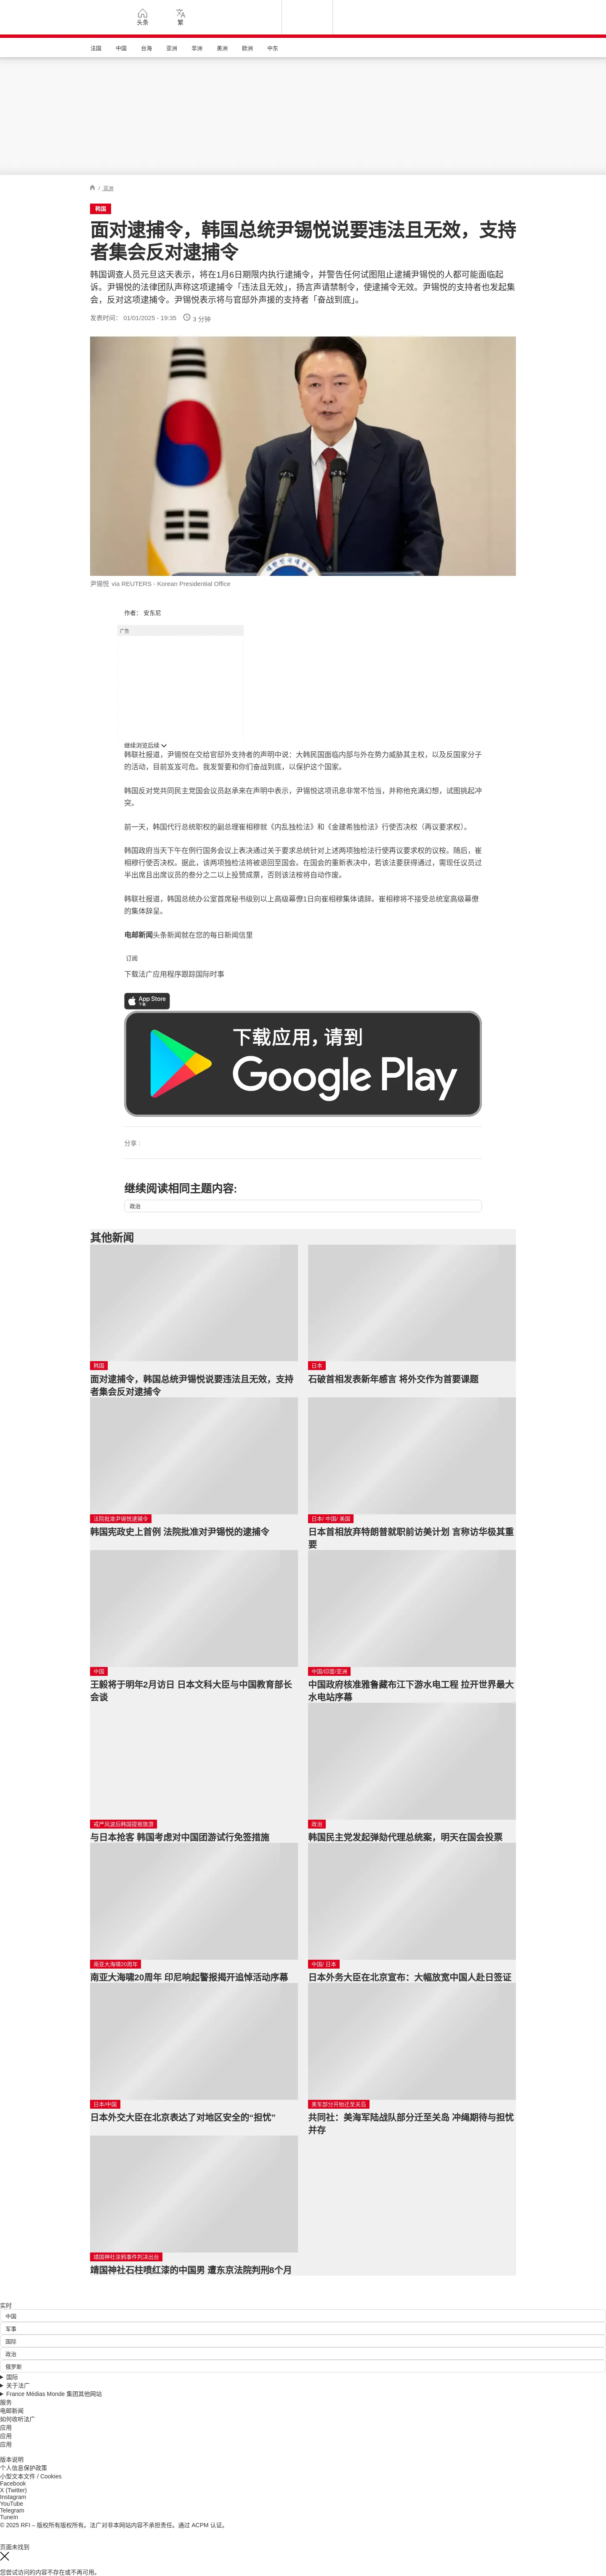 头条
繁
法国
中国
台海
亚洲
非洲
美洲
欧洲
中东
/ 亚洲
韩国
面对逮捕令，韩国总统尹锡悦说要违法且无效，支持
者集会反对逮捕令
韩国调查人员元旦这天表示，将在1月6日期限内执行逮捕令，并警告任何试图阻止逮捕尹锡悦的人都可能面临起
诉。尹锡悦的法律团队声称这项逮捕令「违法且无效」，扬言声请禁制令，使逮捕令无效。尹锡悦的支持者也发起集
会，反对这项逮捕令。尹锡悦表示将与官邸外声援的支持者「奋战到底」。
发表时间： 01/01/2025 - 19:35 3 分钟
尹锡悦 via REUTERS - Korean Presidential Office
作者： 安东尼
广告
继续浏览后续
韩联社报道，尹锡悦在交给官邸外支持者的声明中说：大韩民国面临内部与外在势力威胁其主权，以及反国家分子
的活动，目前岌岌可危。我发誓要和你们奋战到底，以保护这个国家。
韩国反对党共同民主党国会议员赵承来在声明中表示，尹锡悦这项讯息非常不恰当，并称他充满幻想，试图挑起冲
突。
前一天，韩国代行总统职权的副总理崔相穆就《内乱独检法》和《金建希独检法》行使否决权（再议要求权）。
韩国政府当天下午在例行国务会议上表决通过关于要求总统针对上述两项独检法行使再议要求权的议桉。随后，崔
相穆行使否决权。据此，该两项独检法将被退回至国会。在国会的重新表决中，若该法要获得通过，需现任议员过
半出席且出席议员的叁分之二以上投赞成票，否则该法桉将自动作废。
韩联社报道，韩国总统办公室首席秘书级别以上高级幕僚1日向崔相穆集体请辞。崔相穆将不接受总统室高级幕僚
的集体辞呈。
电邮新闻头条新闻就在您的每日新闻信里
订阅
下载法广应用程序跟踪国际时事
App Store
下载
下载应用，请到
Google Play
分享 :
继续阅读相同主题内容:
政治
其他新闻
韩国
面对逮捕令，韩国总统尹锡悦说要违法且无效，支持
者集会反对逮捕令
日本
石破首相发表新年感言 将外交作为首要课题
法院批准尹锡悦逮捕令
韩国宪政史上首例 法院批准对尹锡悦的逮捕令
日本/ 中国/ 美国
日本首相放弃特朗普就职前访美计划 言称访华极其重
要
中国
王毅将于明年2月访日 日本文科大臣与中国教育部长
会谈
中国/印度/亚洲
中国政府核准雅鲁藏布江下游水电工程 拉开世界最大
水电站序幕
戒严风波后韩国提振旅游
与日本抢客 韩国考虑对中国团游试行免签措施
政治
韩国民主党发起弹劾代理总统案，明天在国会投票
南亚大海啸20周年
南亚大海啸20周年 印尼响起警报揭开追悼活动序幕
中国/ 日本
日本外务大臣在北京宣布：大幅放宽中国人赴日签证
日本/中国
日本外交大臣在北京表达了对地区安全的“担忧”
美军部分开始迁至关岛
共同社：美海军陆战队部分迁至关岛 冲绳期待与担忧
并存
靖国神社涂鸦事件判决出台
靖国神社石柱喷红漆的中国男 遭东京法院判刑8个月
实时
中国
军事
国际
政治
俄罗斯
国际
关于法广
France Médias Monde 集团其他网站
服务
电邮新闻
如何收听法广
应用
应用
应用
版本说明
个人信息保护政策
小型文本文件 / Cookies
Facebook
X (Twitter)
Instagram
YouTube
Telegram
TuneIn
© 2025 RFI – 版权所有版权所有。法广对非本网站内容不承担责任。通过 ACPM 认证。
页面未找到
您尝试访问的内容不存在或不再可用。